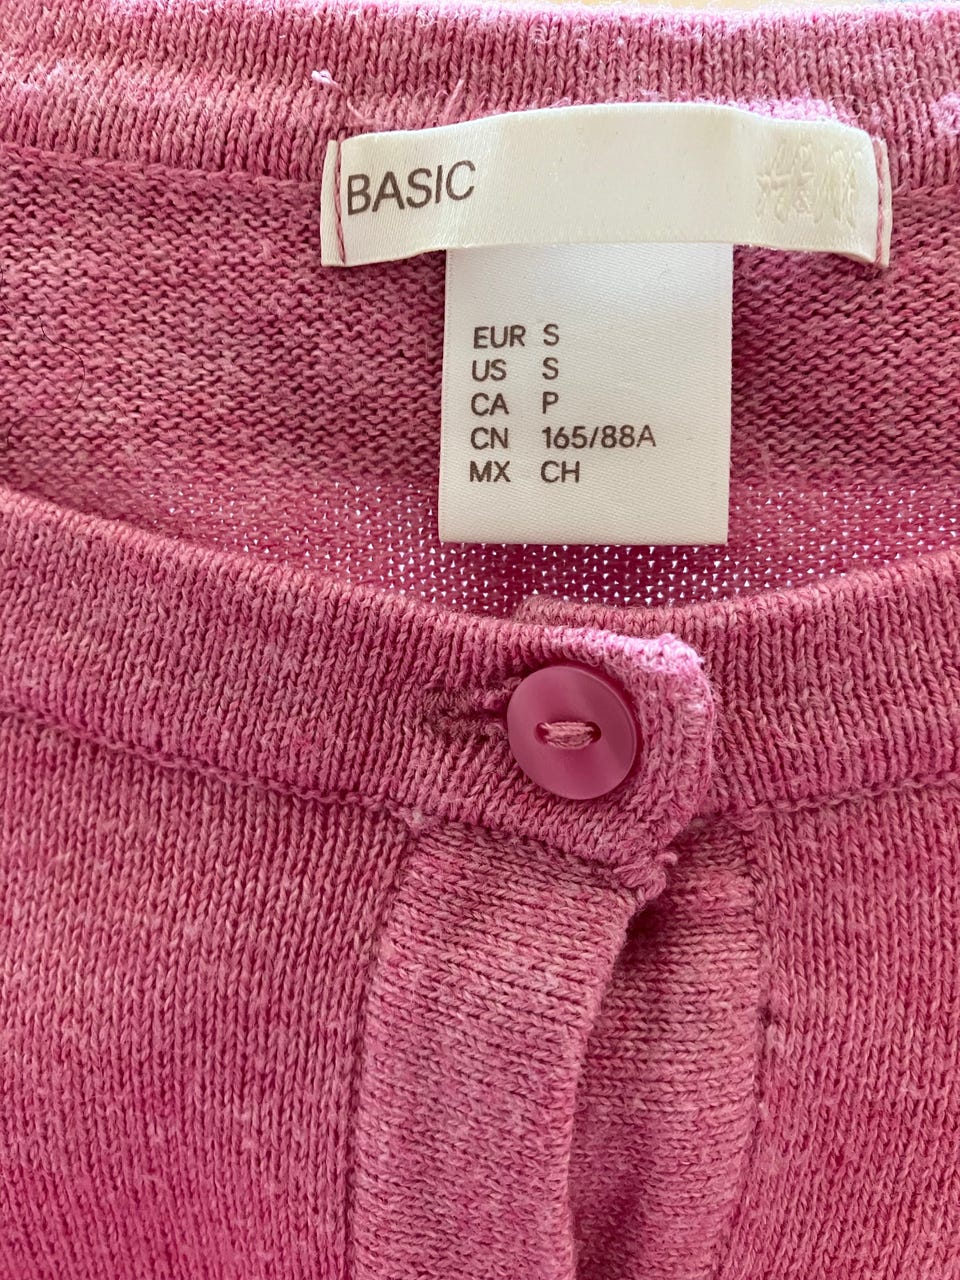 BASIC H&M
EUR S
US S
CA P
CN 165/88A
MX CH